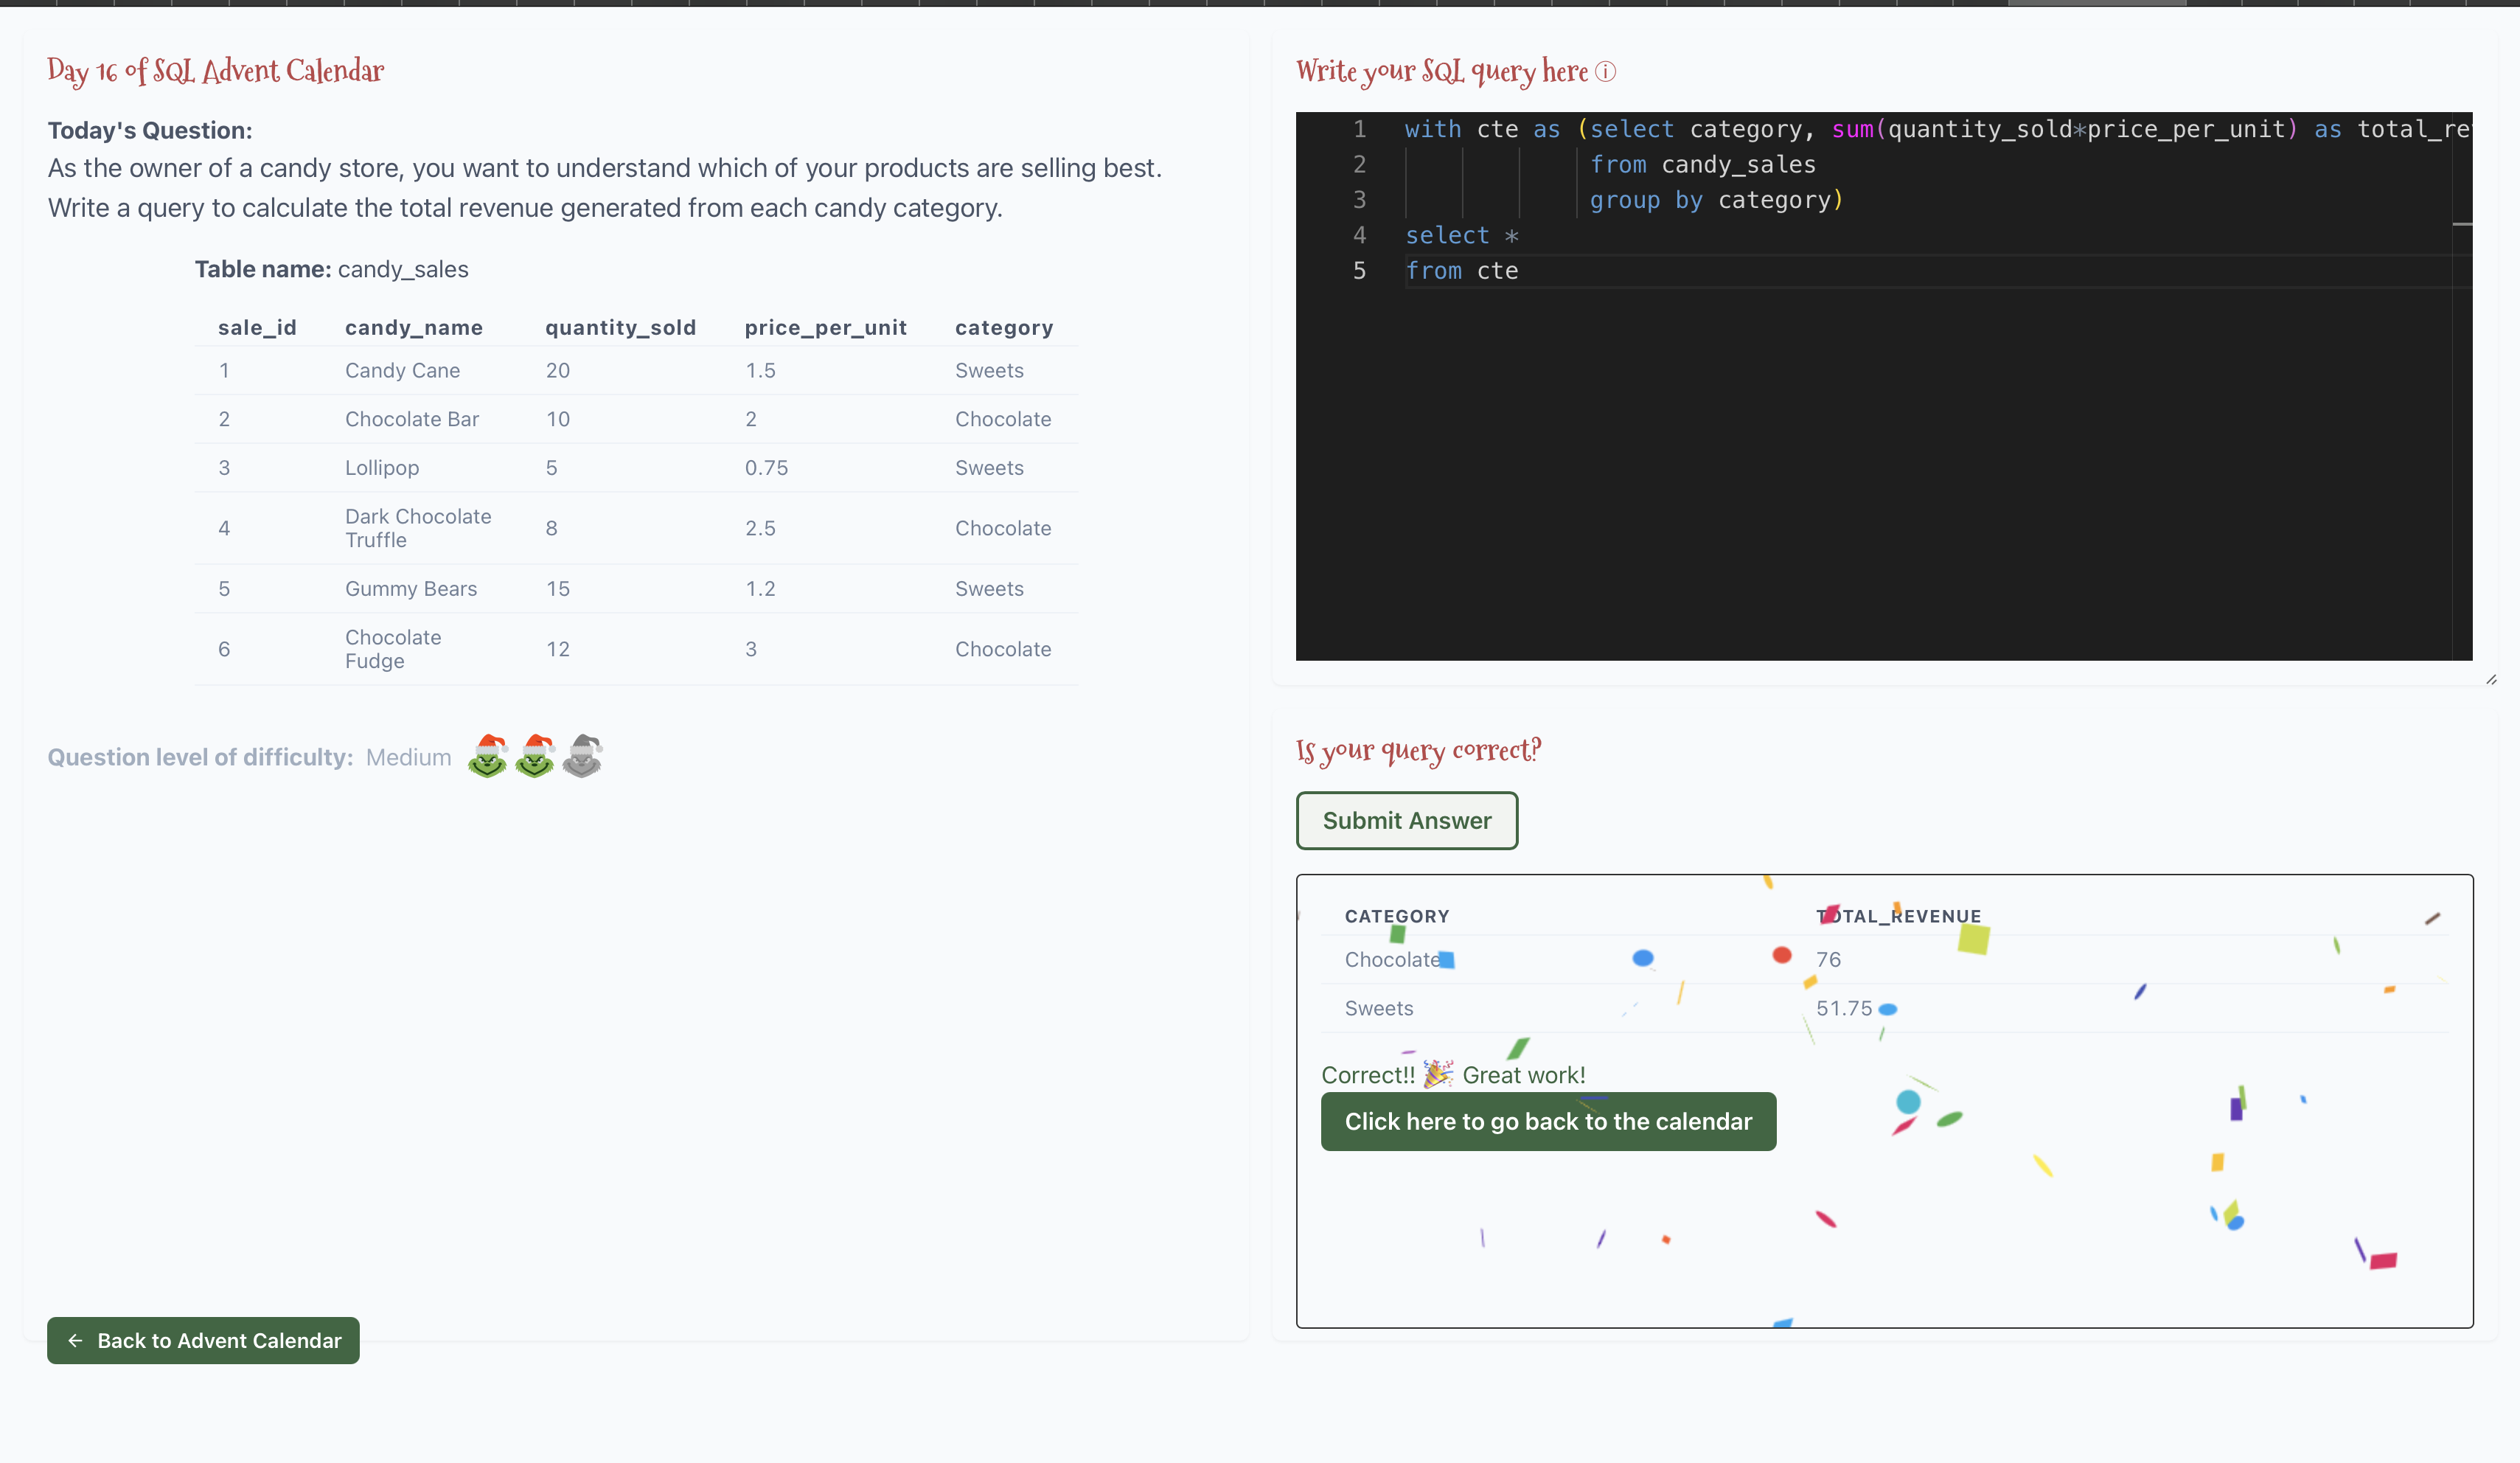 Day 16 of SQL Advent Calendar
Today's Question:
As the owner of a candy store, you want to understand which of your products are selling best.
Write a query to calculate the total revenue generated from each candy category.
Table name: candy_sales
sale_id candy_name quantity_sold price_per_unit category
1 Candy Cane 20 1.5 Sweets
2 Chocolate Bar 10 2 Chocolate
3 Lollipop 5 0.75 Sweets
4 Dark Chocolate Truffle 8 2.5 Chocolate
5 Gummy Bears 15 1.2 Sweets
6 Chocolate Fudge 12 3 Chocolate
Question level of difficulty: Medium
← Back to Advent Calendar
Write your SQL query here ⓘ
1 with cte as (select category, sum(quantity_sold*price_per_unit) as total_re
2 from candy_sales
3 group by category)
4 select *
5 from cte
Is your query correct?
Submit Answer
CATEGORY TOTAL_REVENUE
Chocolate 76
Sweets 51.75
Correct!! 🎉 Great work!
Click here to go back to the calendar